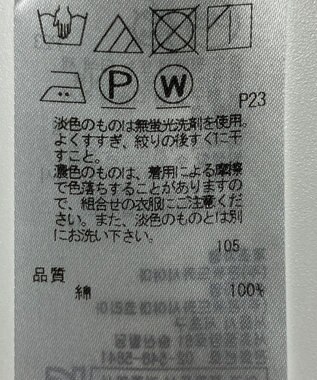 P
W
P23
淡色のものは無蛍光洗剤を使用。
よくすすぎ、絞りの後すぐに干
すこと。
濃色のものは、着用による摩擦
で色落ちすることがありますの
で、組合せの衣服にご注意くだ
さい。また、淡色のものとは別
にお洗い下さい。
105
品質
綿 100%